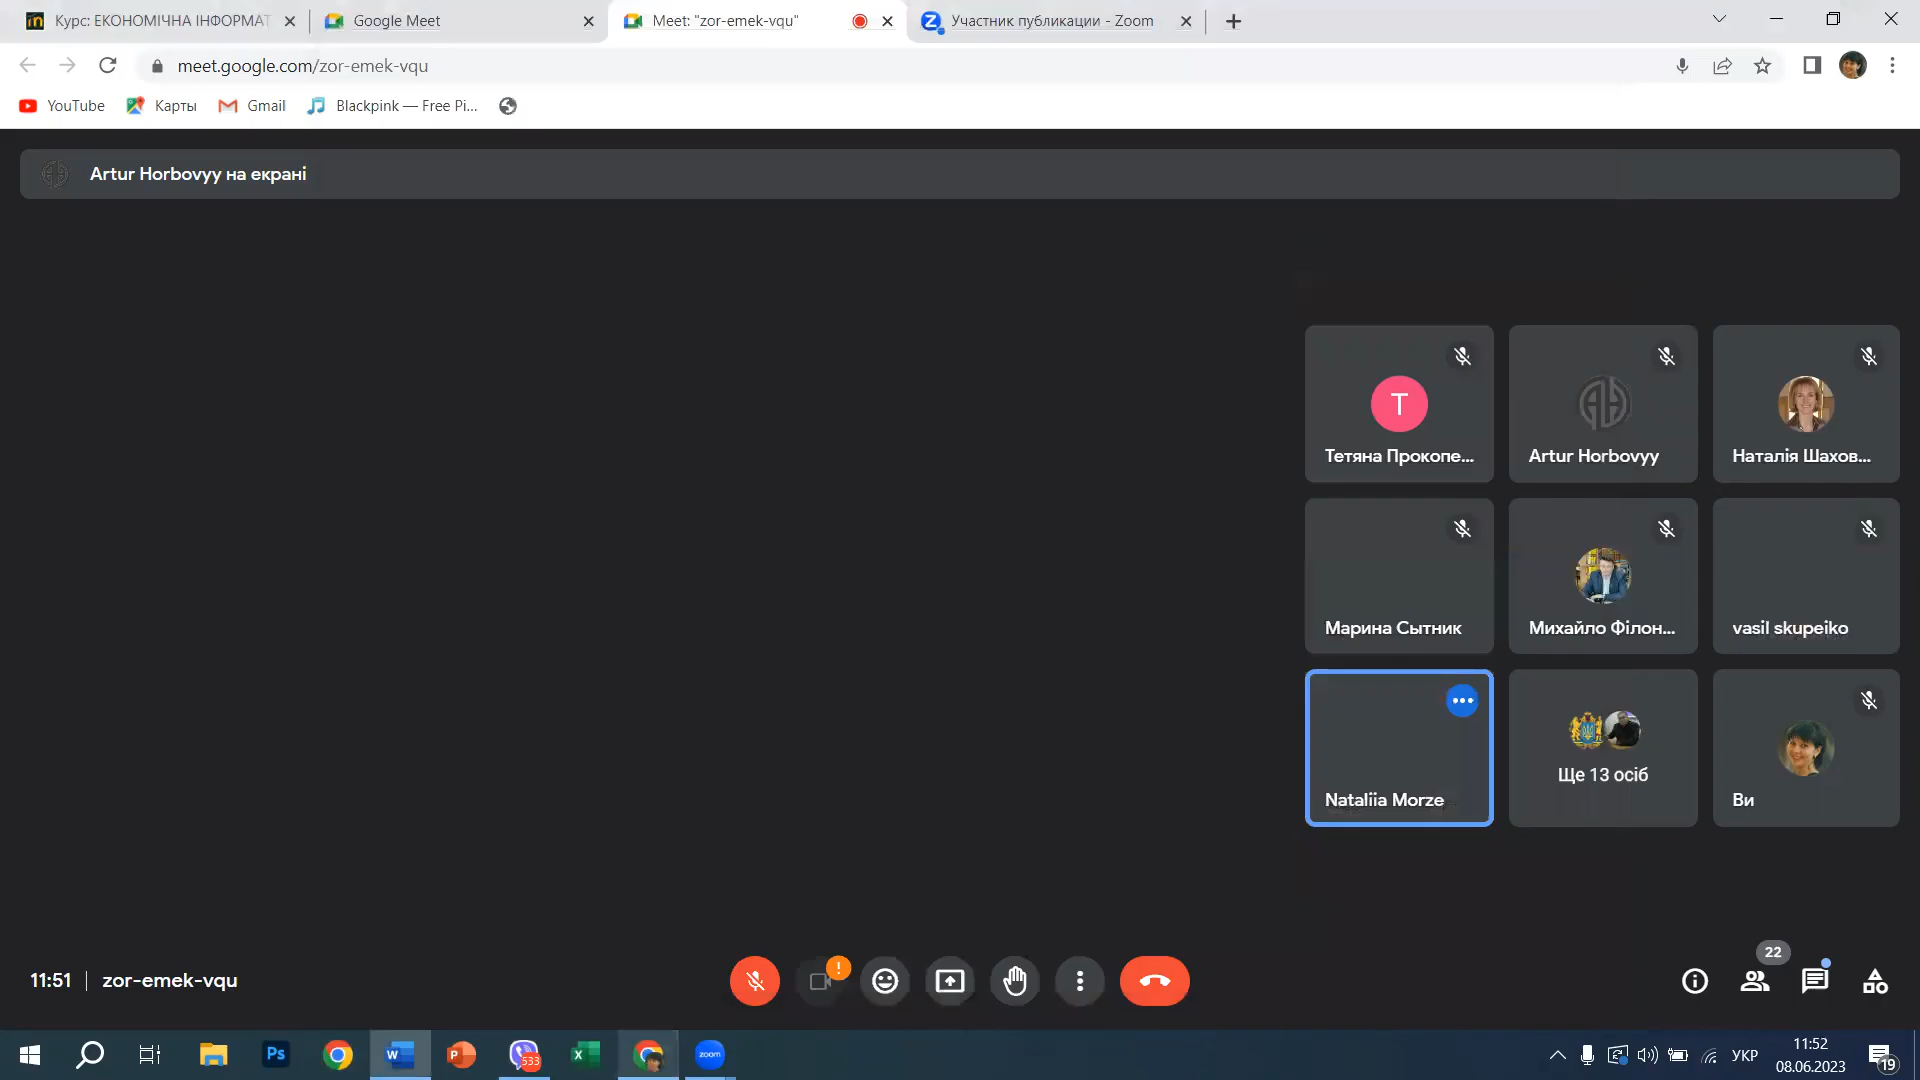 Курс: ЕКОНОМІЧНА ІНФОРМАТ
Google Meet
Meet: "zor-emek-vqu"
Участник публикации - Zoom
meet.google.com/zor-emek-vqu
YouTube
Карты
Gmail
Blackpink — Free Pi...
Artur Horbovyy на екрані
T
Тетяна Прокопе...
Artur Horbovyy
Наталія Шахов...
Марина Сытник
Михайло Філон...
vasil skupeiko
Nataliia Morze
Ще 13 осіб
Ви
11:51
zor-emek-vqu
22
Ps
W
P
533
X
zoom
УКР
11:52
08.06.2023
19